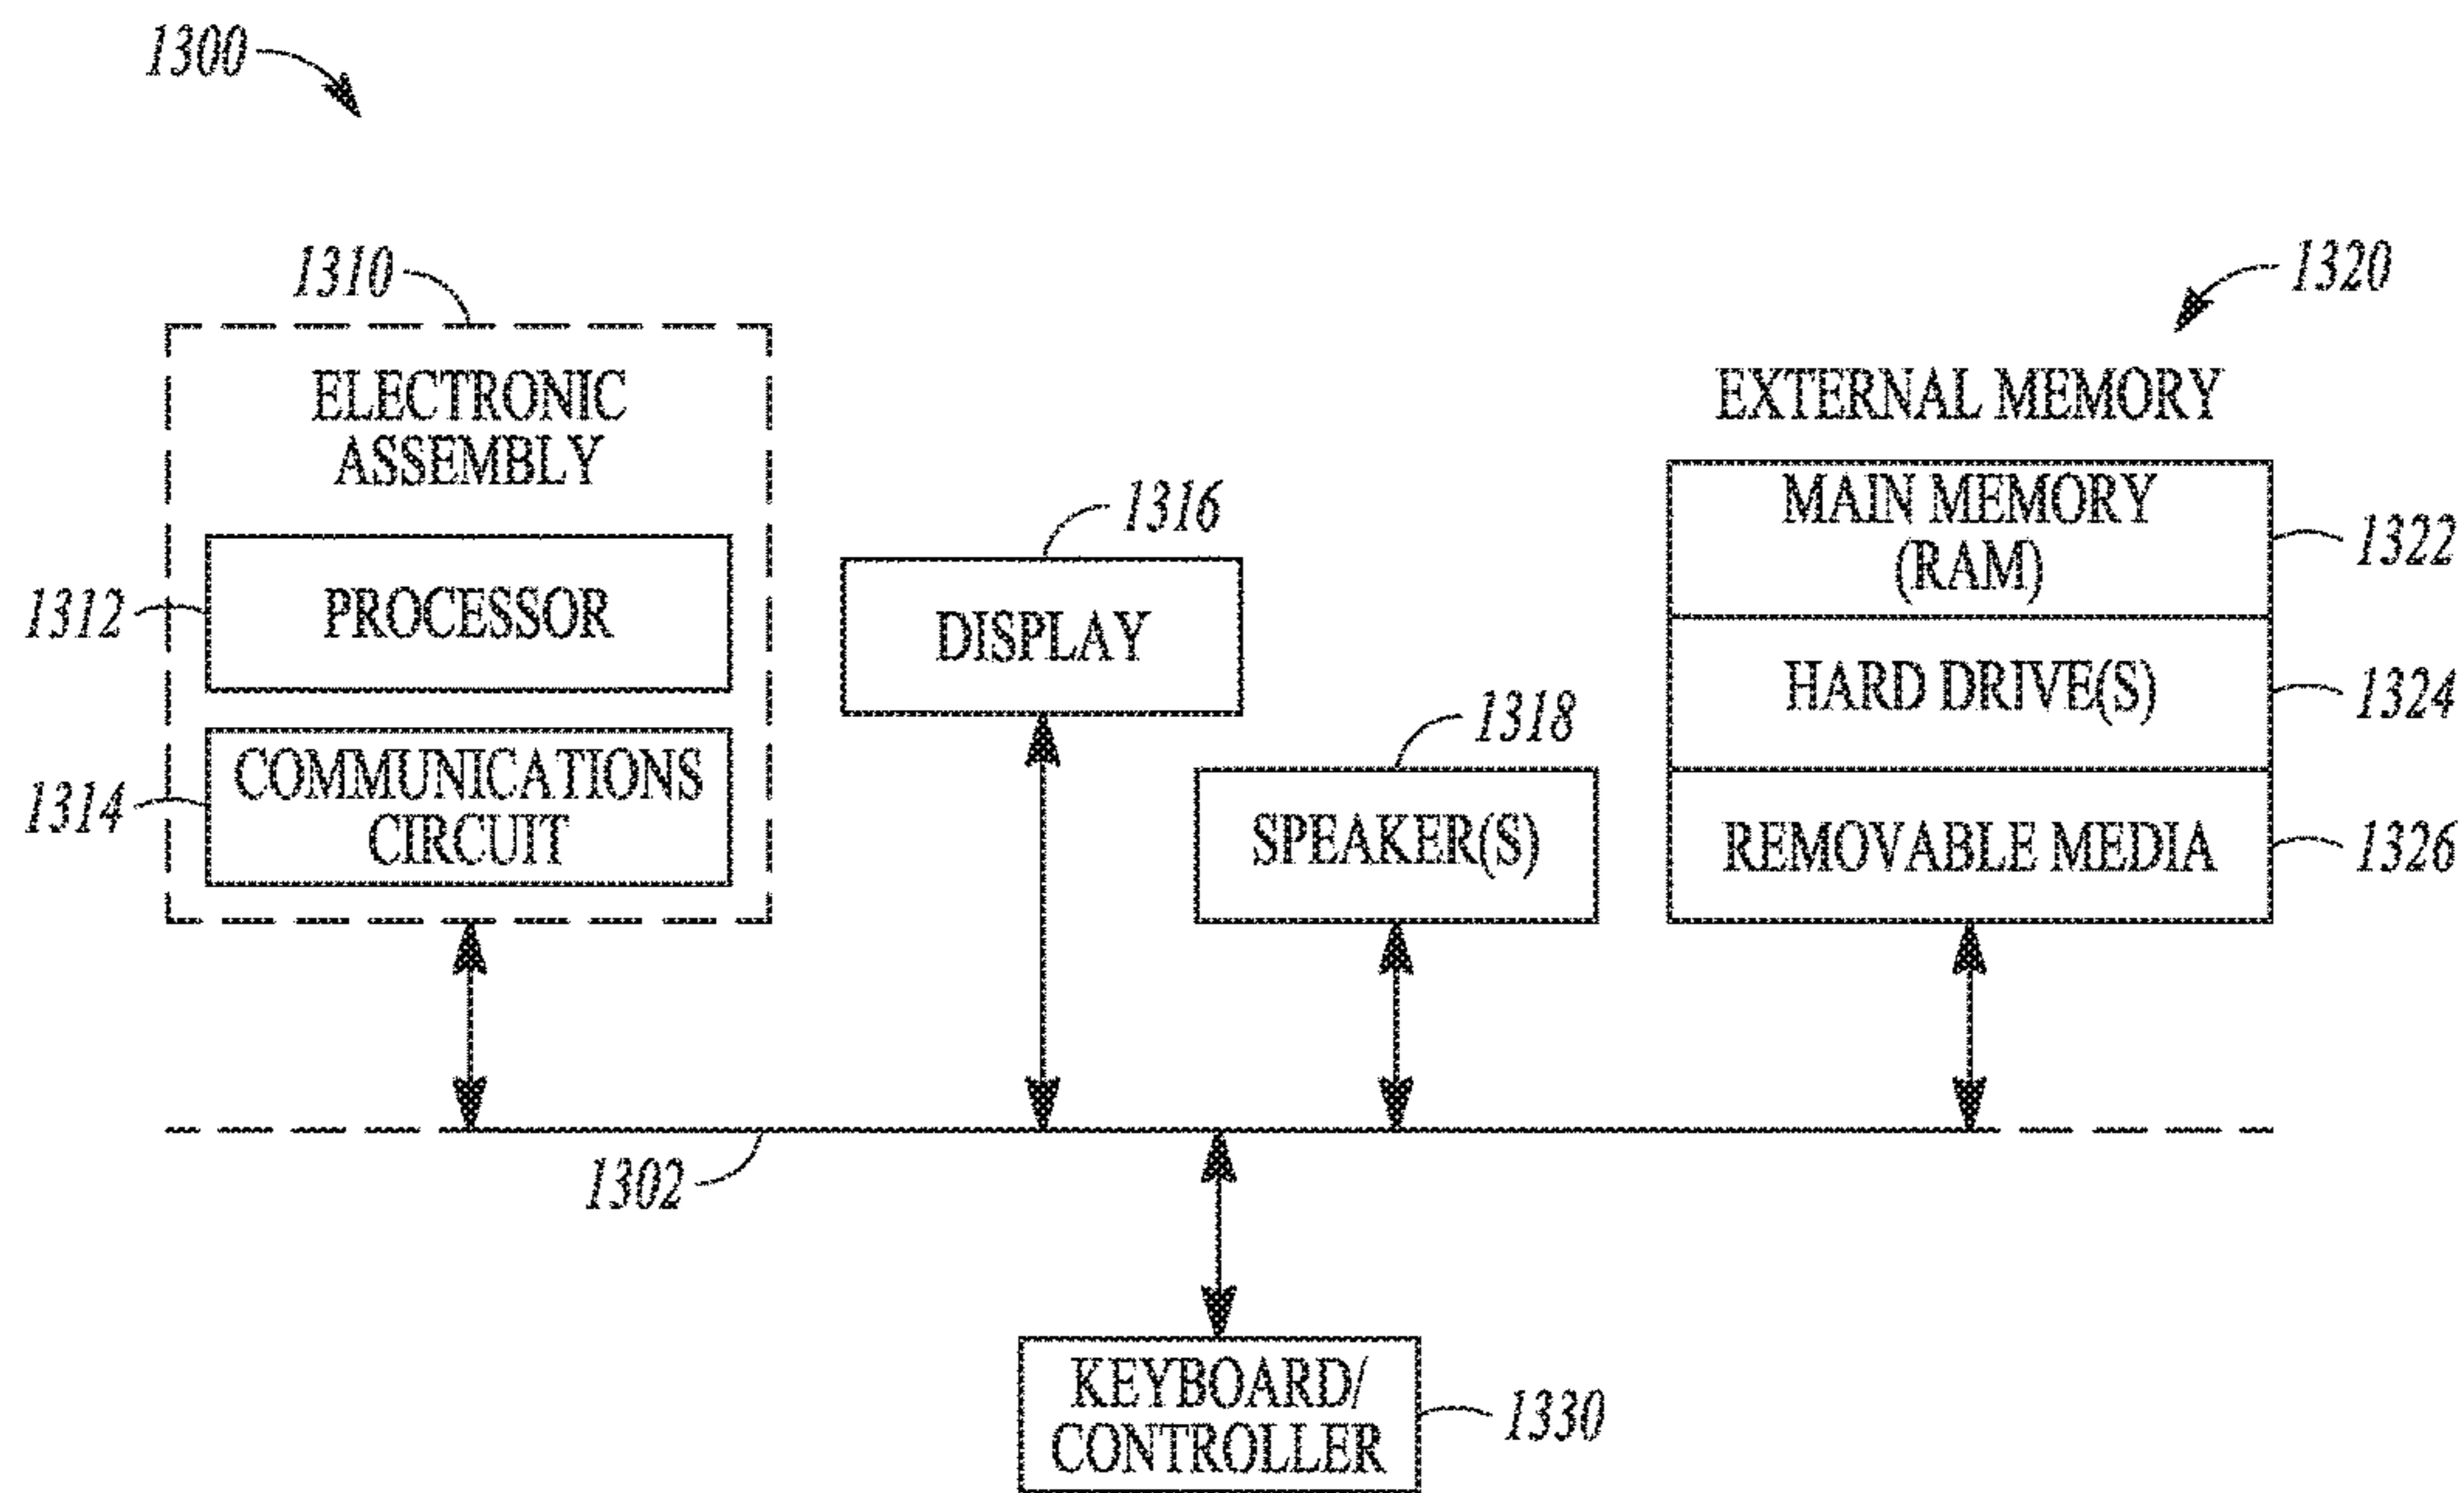 1300
1310
1320
ELECTRONIC
ASSEMBLY
EXTERNAL MEMORY
1316
MAIN MEMORY
(RAM)
1322
1312
PROCESSOR
DISPLAY
HARD DRIVE(S)
1324
1318
1314
COMMUNICATIONS
CIRCUIT
SPEAKER(S)
REMOVABLE MEDIA
1326
1302
KEYBOARD/
CONTROLLER
1330